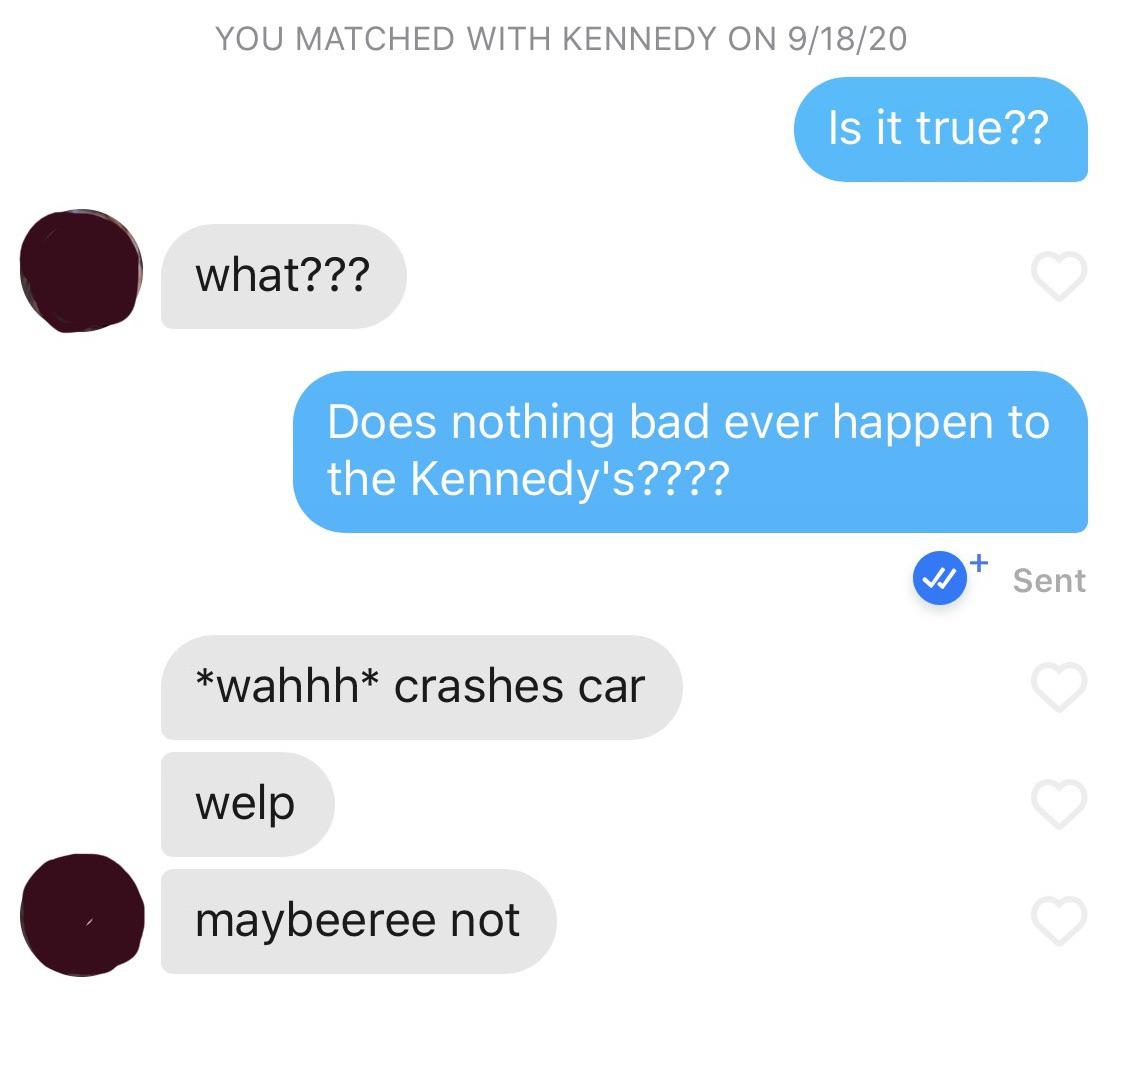 YOU MATCHED WITH KENNEDY ON 9/18/20
Is it true??
what???
Does nothing bad ever happen to
the Kennedy's????
Sent
*wahhh* crashes car
welp
maybeeree not